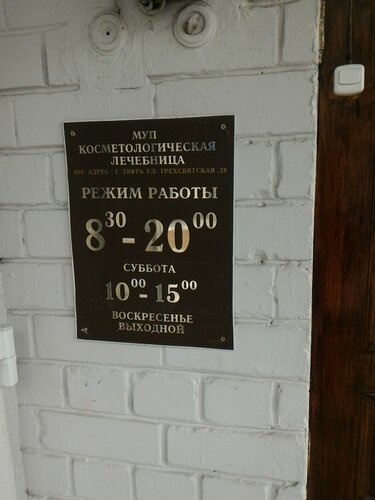 МУП
КОСМЕТОЛОГИЧЕСКАЯ
ЛЕЧЕБНИЦА
ЮР. АДРЕС - Г. ТВЕРЬ УЛ. ТРЕХСВЯТСКАЯ .28
РЕЖИМ РАБОТЫ
8³⁰ - 20⁰⁰
СУББОТА
10⁰⁰ - 15⁰⁰
ВОСКРЕСЕНЬЕ
ВЫХОДНОЙ